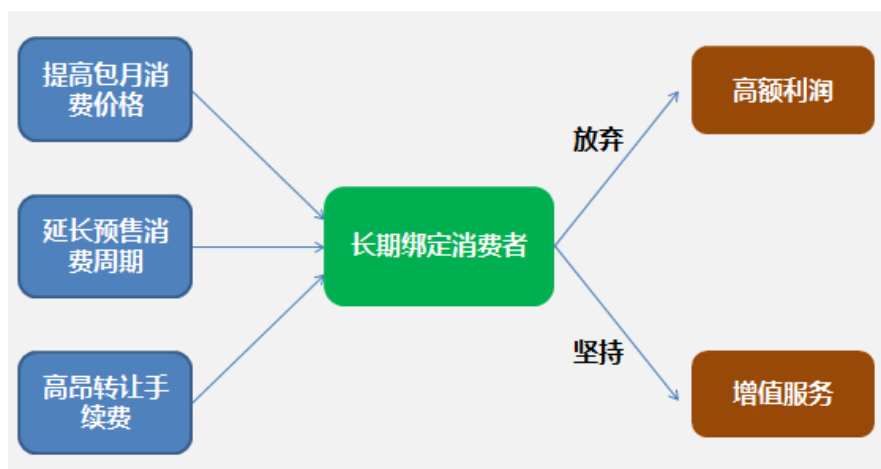 提高包月消
费价格
高额利润
放弃
延长预售消
费周期
长期绑定消费者
坚持
高昂转让手
续费
增值服务